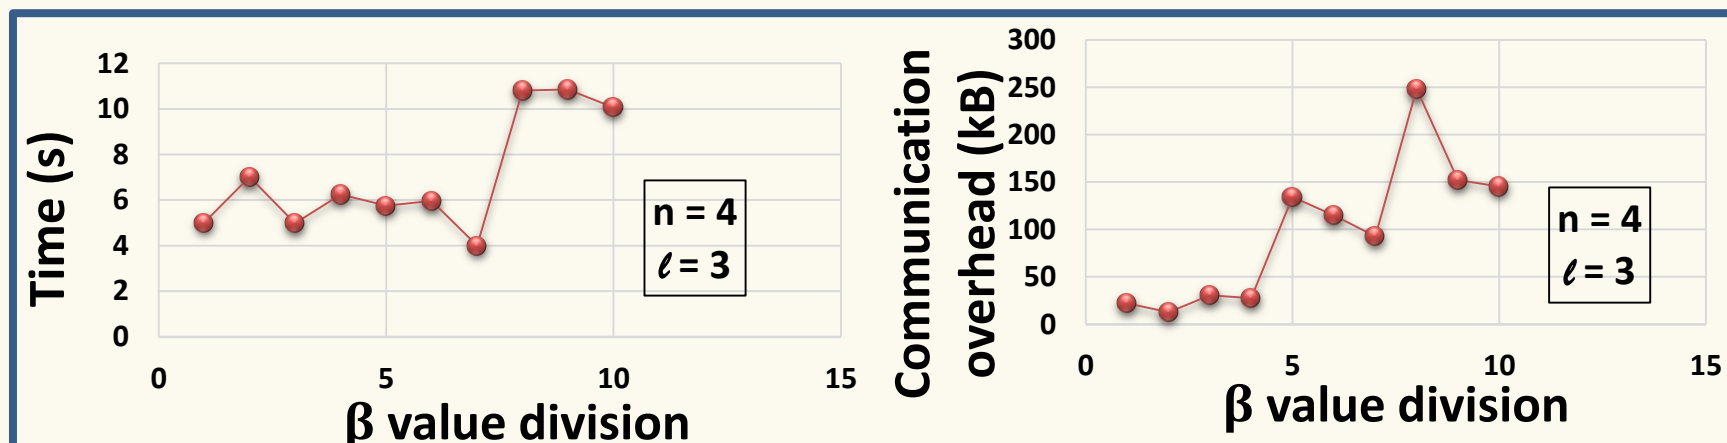 Time (s)
12
10
8
6
4
2
0
0 5 10 15
β value division
n = 4
ℓ = 3
Communication
overhead (kB)
300
250
200
150
100
50
0
0 5 10 15
β value division
n = 4
ℓ = 3